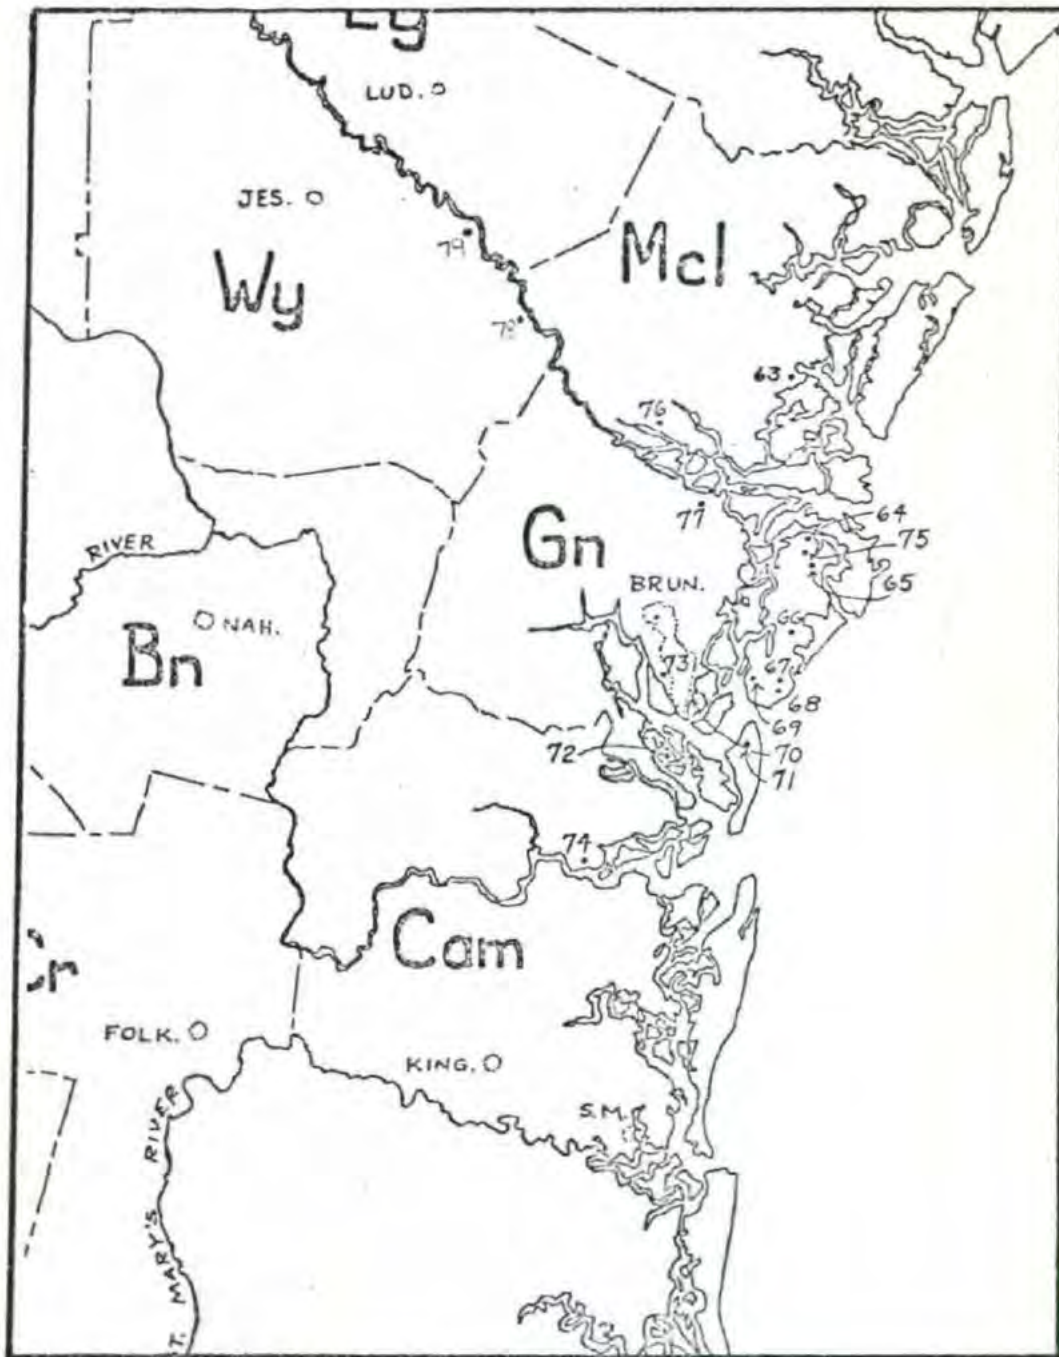 Lg
LUD.
JES.
79
Mcl
Wy
78
63
76
77
64
75
Gn
RIVER
BRUN.
65
NAH.
66
Bn
73
67
68
69
72
70
71
74
Cam
Cr
FOLK.
KING.
S.M.
ST. MARY'S RIVER